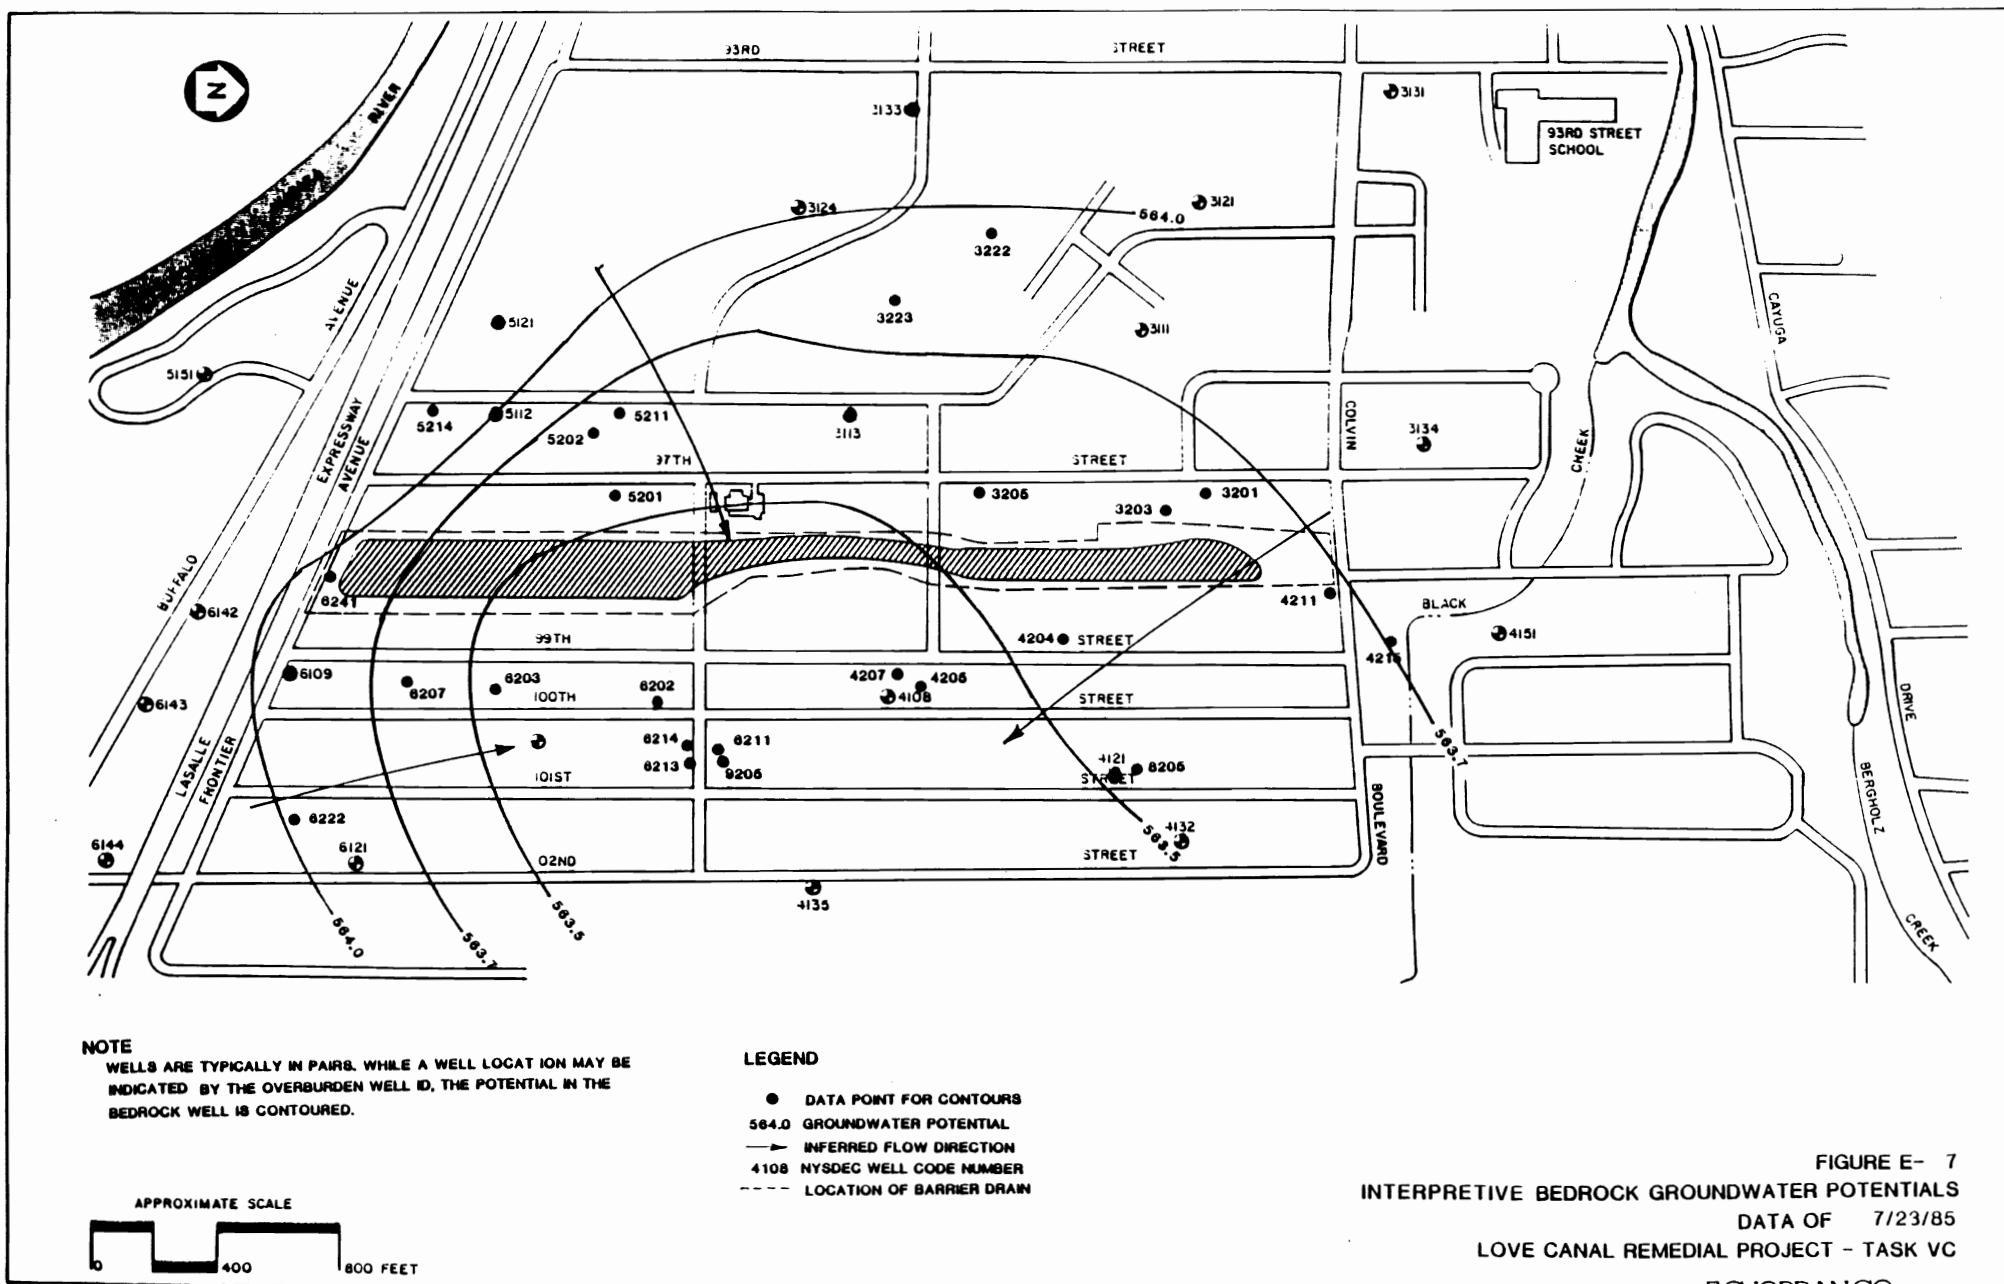 93RD
STREET
N
RIVER
3133
3131
93RD STREET
SCHOOL
3124
3121
564.0
3222
3223
3111
5121
5151
AVENUE
CAYUGA
5214
5112
5211
5202
3113
COLVIN
3134
EXPRESSWAY
AVENUE
97TH
STREET
CREEK
5201
3205
3203
3201
BUFFALO
6241
6142
4211
BLACK
99TH
4204
STREET
4215
4151
6109
6207
6203
6202
4207
4205
4108
100TH
STREET
6143
DRIVE
LASALLE
FRONTIER
6214
6211
6213
9205
101ST
4121
8205
STREET
563.7
BERGHOLZ
CREEK
6222
6144
6121
02ND
STREET
4132
563.5
BOULEVARD
4135
564.0
563.7
563.5
NOTE
WELLS ARE TYPICALLY IN PAIRS. WHILE A WELL LOCAT ION MAY BE
INDICATED BY THE OVERBURDEN WELL ID, THE POTENTIAL IN THE
BEDROCK WELL IS CONTOURED.
LEGEND
DATA POINT FOR CONTOURS
564.0 GROUNDWATER POTENTIAL
INFERRED FLOW DIRECTION
4108 NYSDEC WELL CODE NUMBER
LOCATION OF BARRIER DRAIN
APPROXIMATE SCALE
0 400 800 FEET
FIGURE E- 7
INTERPRETIVE BEDROCK GROUNDWATER POTENTIALS
DATA OF 7/23/85
LOVE CANAL REMEDIAL PROJECT - TASK VC